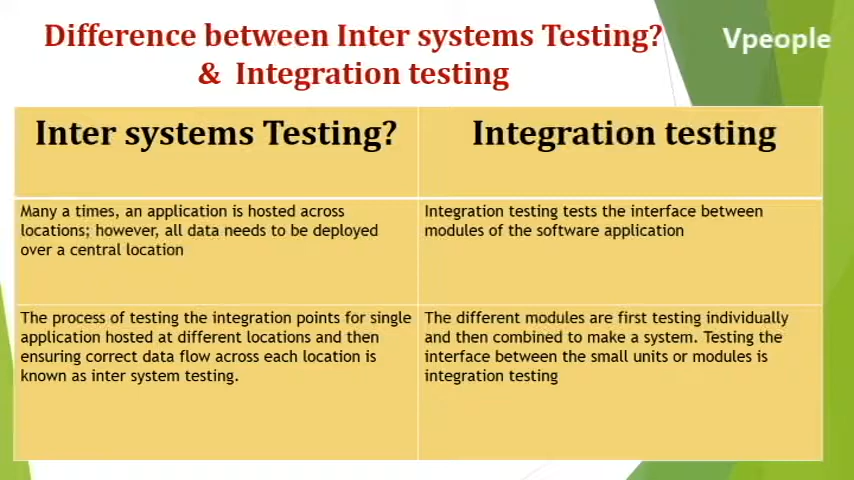 Difference between Inter systems Testing?
& Integration testing
Vpeople
Inter systems Testing?
Integration testing
Many a times, an application is hosted across
locations; however, all data needs to be deployed
over a central location
Integration testing tests the interface between
modules of the software application
The process of testing the integration points for single
application hosted at different locations and then
ensuring correct data flow across each location is
known as inter system testing.
The different modules are first testing individually
and then combined to make a system. Testing the
interface between the small units or modules is
integration testing